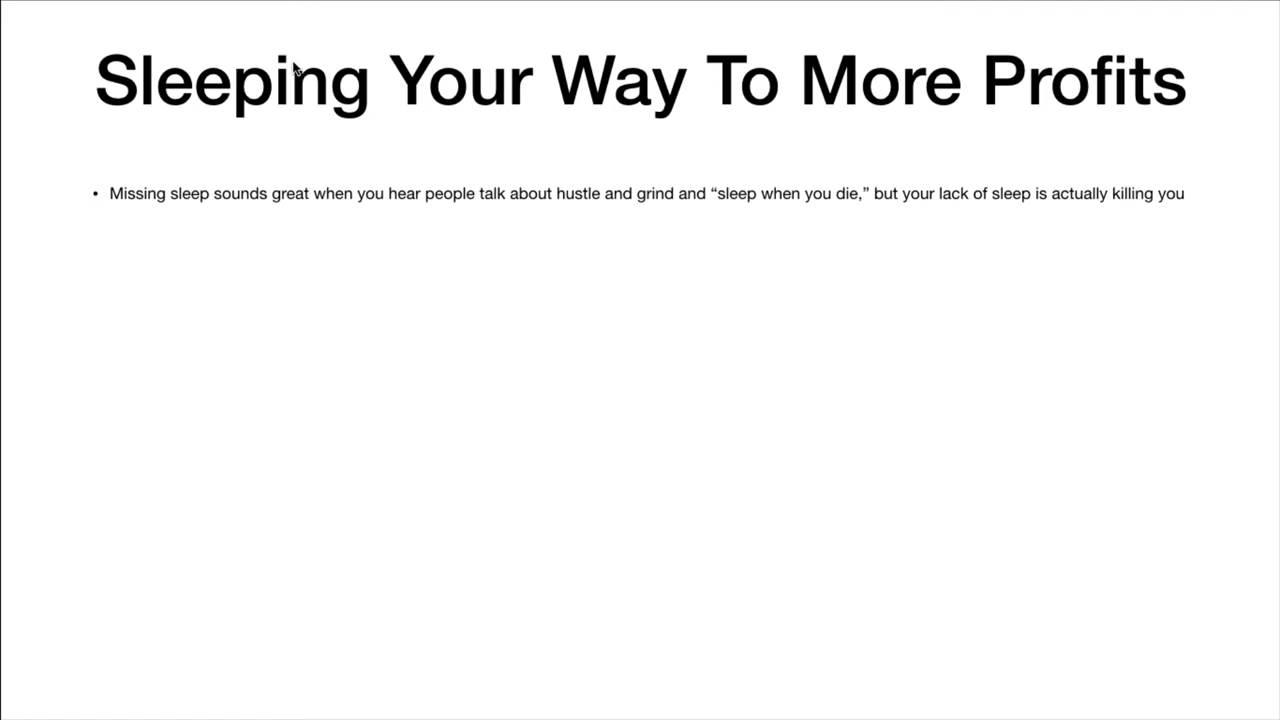 Sleeping Your Way To More Profits
• Missing sleep sounds great when you hear people talk about hustle and grind and “sleep when you die,” but your lack of sleep is actually killing you